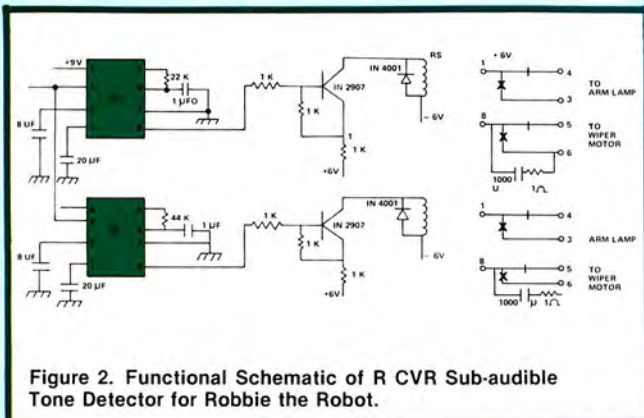 +9V
22 K
1 µFO
8 UF
20 µF
1 K
1 K
IN 2907
1
1 K
+6V
IN 4001
RS
− 6V
+ 6V
1
4
3
TO
ARM LAMP
8
5
6
TO
WIPER
MOTOR
1000
µ
1Ω
44 K
1 µF
8 UF
20 µF
1 K
1 K
IN 2907
1 K
+6V
IN 4001
− 6V
1
4
3
ARM LAMP
8
5
6
TO
WIPER
MOTOR
1000
µ
1Ω
Figure 2. Functional Schematic of R CVR Sub-audible
Tone Detector for Robbie the Robot.